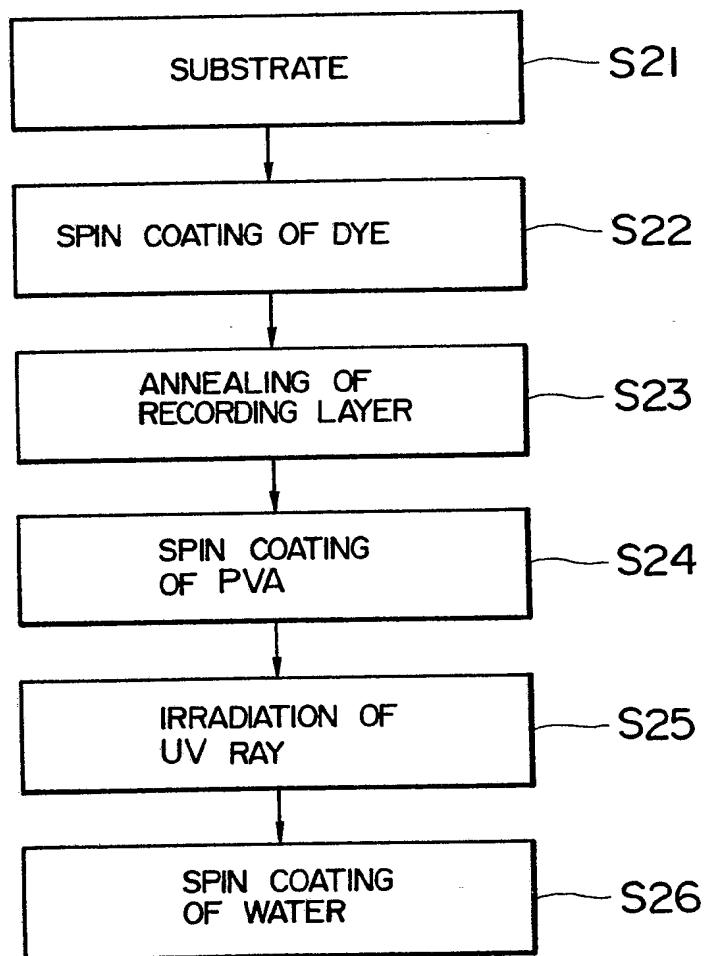 SUBSTRATE
S21
SPIN COATING OF DYE
S22
ANNEALING OF
RECORDING LAYER
S23
SPIN COATING
OF PVA
S24
IRRADIATION OF
UV RAY
S25
SPIN COATING
OF WATER
S26